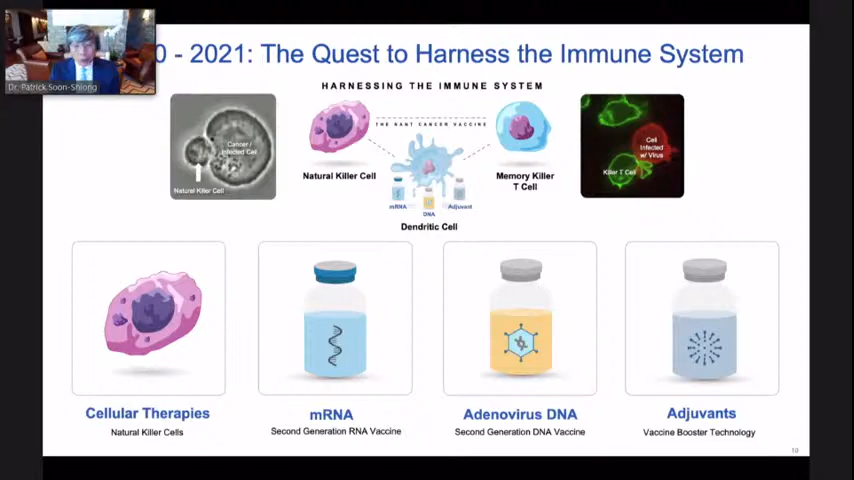 Dr. Patrick Soon-Shiong
0 - 2021: The Quest to Harness the Immune System
HARNESSING THE IMMUNE SYSTEM
THE NANT CANCER VACCINE
Cancer /
Infected Cell
Natural Killer Cell
Natural Killer Cell
mRNA
DNA
Adjuvant
Dendritic Cell
Memory Killer
T Cell
Cell
Infected
w/ Virus
Killer T Cell
Cellular Therapies
Natural Killer Cells
mRNA
Second Generation RNA Vaccine
Adenovirus DNA
Second Generation DNA Vaccine
Adjuvants
Vaccine Booster Technology
10